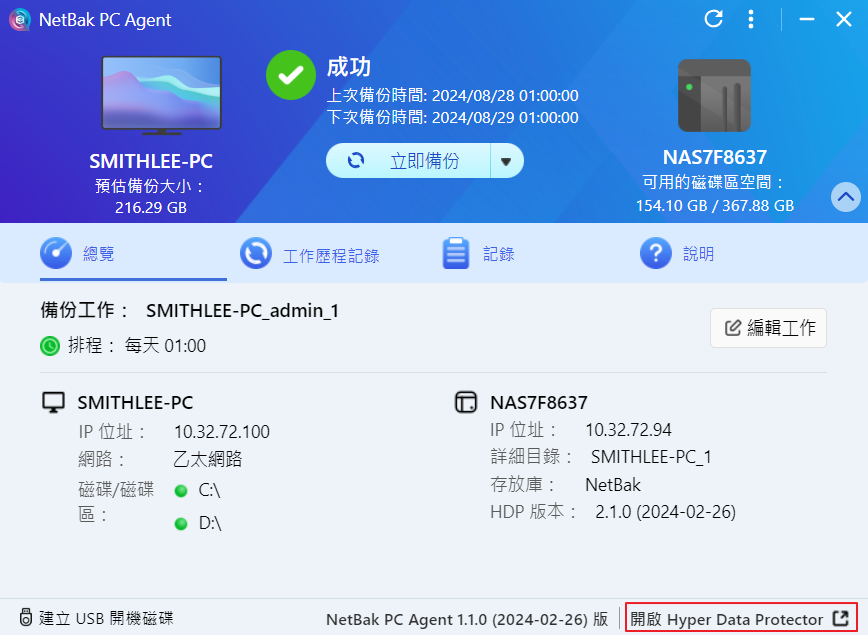 NetBak PC Agent
成功
上次備份時間: 2024/08/28 01:00:00
下次備份時間: 2024/08/29 01:00:00
立即備份
SMITHLEE-PC
預估備份大小：
216.29 GB
NAS7F8637
可用的磁碟區空間：
154.10 GB / 367.88 GB
總覽
工作歷程記錄
記錄
說明
備份工作： SMITHLEE-PC_admin_1
排程： 每天 01:00
編輯工作
SMITHLEE-PC
IP 位址： 10.32.72.100
網路： 乙太網路
磁碟/磁碟
區：
C:\
D:\
NAS7F8637
IP 位址： 10.32.72.94
詳細目錄： SMITHLEE-PC_1
存放庫： NetBak
HDP 版本： 2.1.0 (2024-02-26)
建立 USB 開機磁碟
NetBak PC Agent 1.1.0 (2024-02-26) 版
開啟 Hyper Data Protector